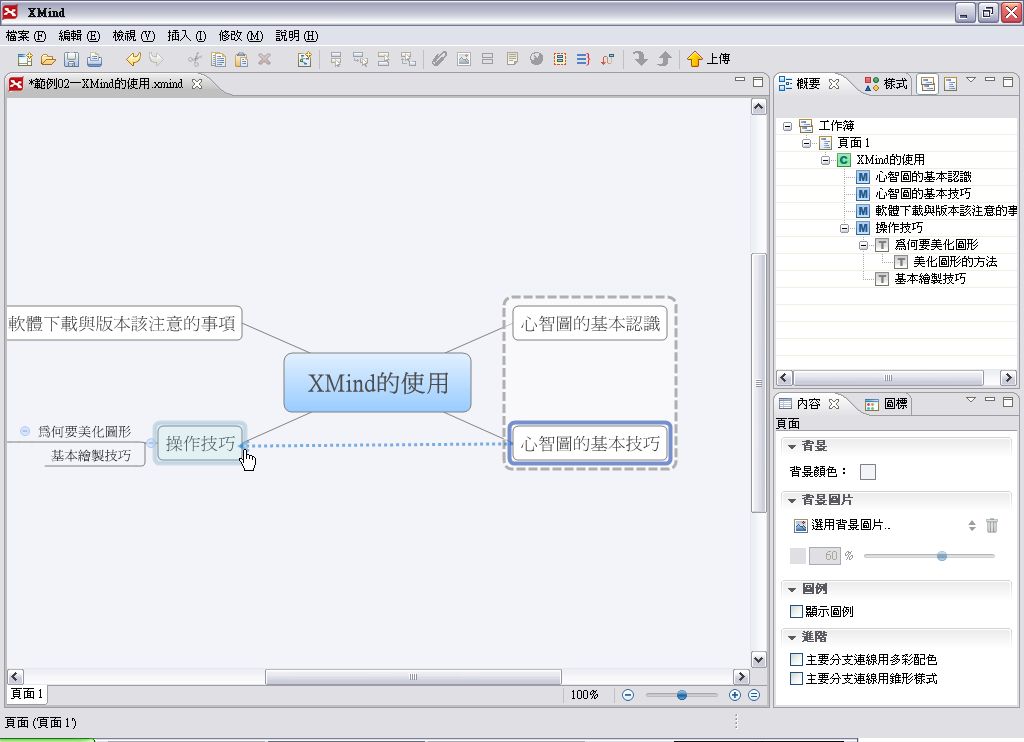 XMind
檔案 (F) 編輯 (E) 檢視 (V) 插入 (I) 修改 (M) 說明 (H)
上傳
*範例02一XMind的使用.xmind
概要 樣式
工作簿
頁面 1
C XMind的使用
M 心智圖的基本認識
M 心智圖的基本技巧
M 軟體下載與版本該注意的事
M 操作技巧
T 為何要美化圖形
T 美化圖形的方法
T 基本繪製技巧
軟體下載與版本該注意的事項
心智圖的基本認識
XMind的使用
為何要美化圖形
基本繪製技巧
操作技巧
心智圖的基本技巧
內容 圖標
頁面
背景
背景顏色：
背景圖片
選用背景圖片..
60 %
圖例
顯示圖例
進階
主要分支連線用多彩配色
主要分支連線用錐形樣式
頁面 1
100%
頁面 ('頁面 1')